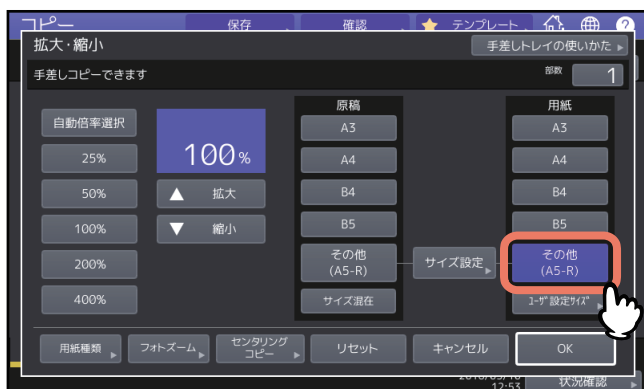 コピー 保存 確認 テンプレート ?
拡大・縮小 手差しトレイの使いかた
手差しコピーできます 部数 1
原稿 用紙
自動倍率選択 A3 A3
25% 100% A4 A4
50% 拡大 B4 B4
100% 縮小 B5 B5
200% その他 サイズ設定 その他
(A5-R) (A5-R)
400% サイズ混在 ユーザ設定サイズ
用紙種類 フォトズーム センタリング リセット キャンセル OK
コピー
12:53 状況確認